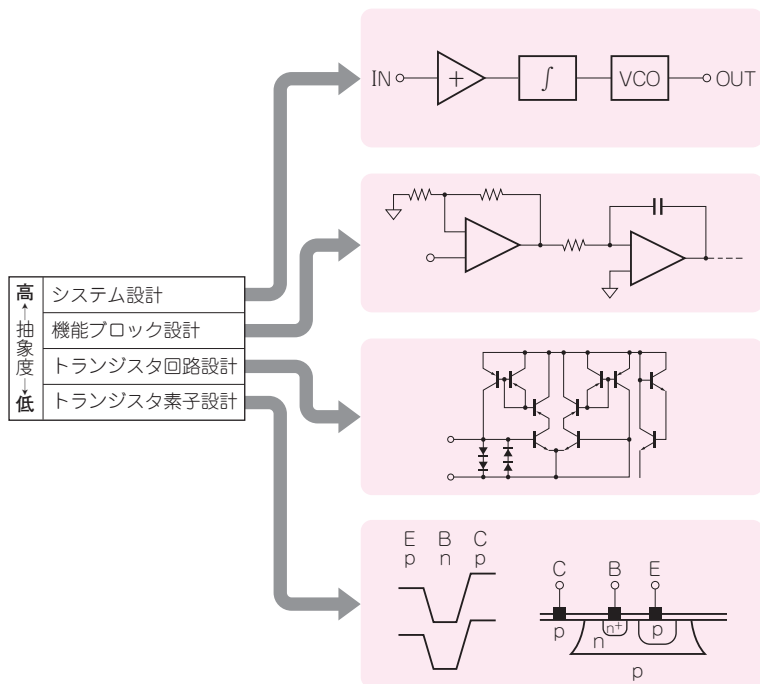 IN + ∫ VCO OUT
高←抽象度→低
システム設計
機能ブロック設計
トランジスタ回路設計
トランジスタ素子設計
E B C
p n p
C B E
p n n+ p
p